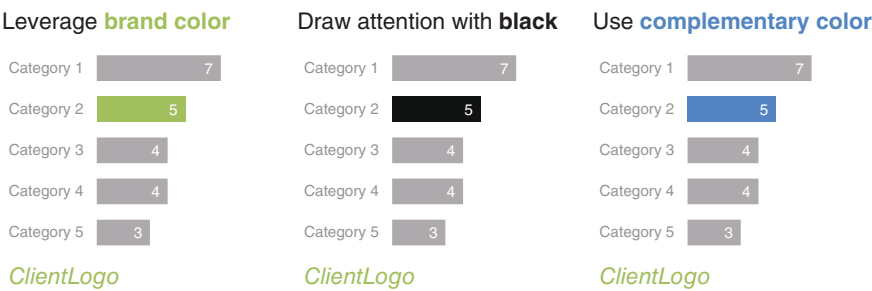 Leverage brand color
Category 1 7
Category 2 5
Category 3 4
Category 4 4
Category 5 3
ClientLogo
Draw attention with black
Category 1 7
Category 2 5
Category 3 4
Category 4 4
Category 5 3
ClientLogo
Use complementary color
Category 1 7
Category 2 5
Category 3 4
Category 4 4
Category 5 3
ClientLogo